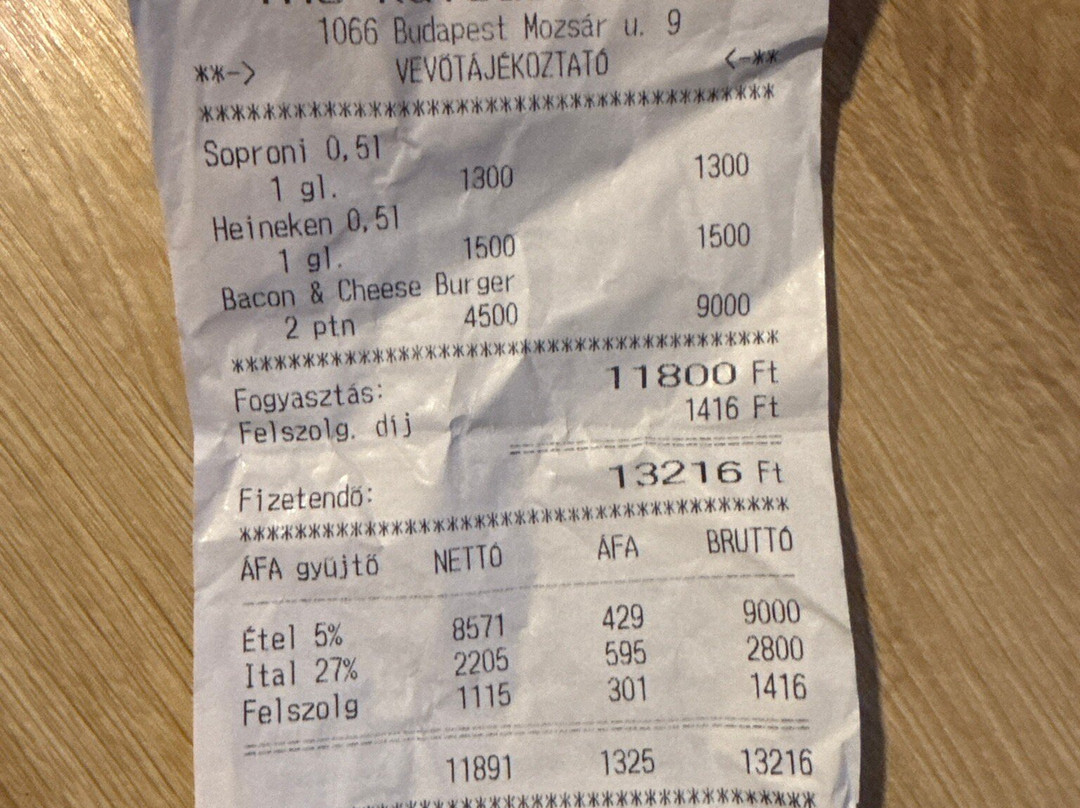 1066 Budapest Mozsár u. 9
**-> VEVŐTÁJÉKOZTATÓ <-**
**************************************
Soproni 0,5l
1 gl. 1300 1300
Heineken 0,5l
1 gl. 1500 1500
Bacon & Cheese Burger
2 ptn 4500 9000
**************************************
Fogyasztás: 11800 Ft
Felszolg. díj 1416 Ft
Fizetendő: 13216 Ft
**************************************
ÁFA gyűjtő NETTÓ ÁFA BRUTTÓ
Étel 5% 8571 429 9000
Ital 27% 2205 595 2800
Felszolg 1115 301 1416
11891 1325 13216
**************************************